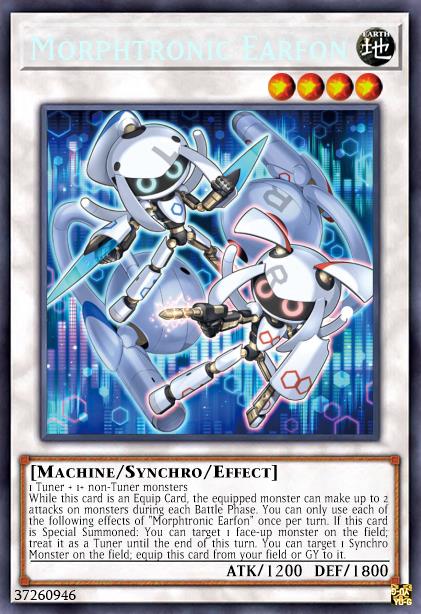 Morphtronic Earfon
EARTH
地
L
R
[Machine/Synchro/Effect]
1 Tuner + 1+ non-Tuner monsters
While this card is an Equip Card, the equipped monster can make up to 2
attacks on monsters during each Battle Phase. You can only use each of
the following effects of "Morphtronic Earfon" once per turn. If this card
is Special Summoned: You can target 1 face-up monster on the field;
treat it as a Tuner until the end of this turn. You can target 1 Synchro
Monster on the field; equip this card from your field or GY to it.
ATK/1200 DEF/1800
37260946